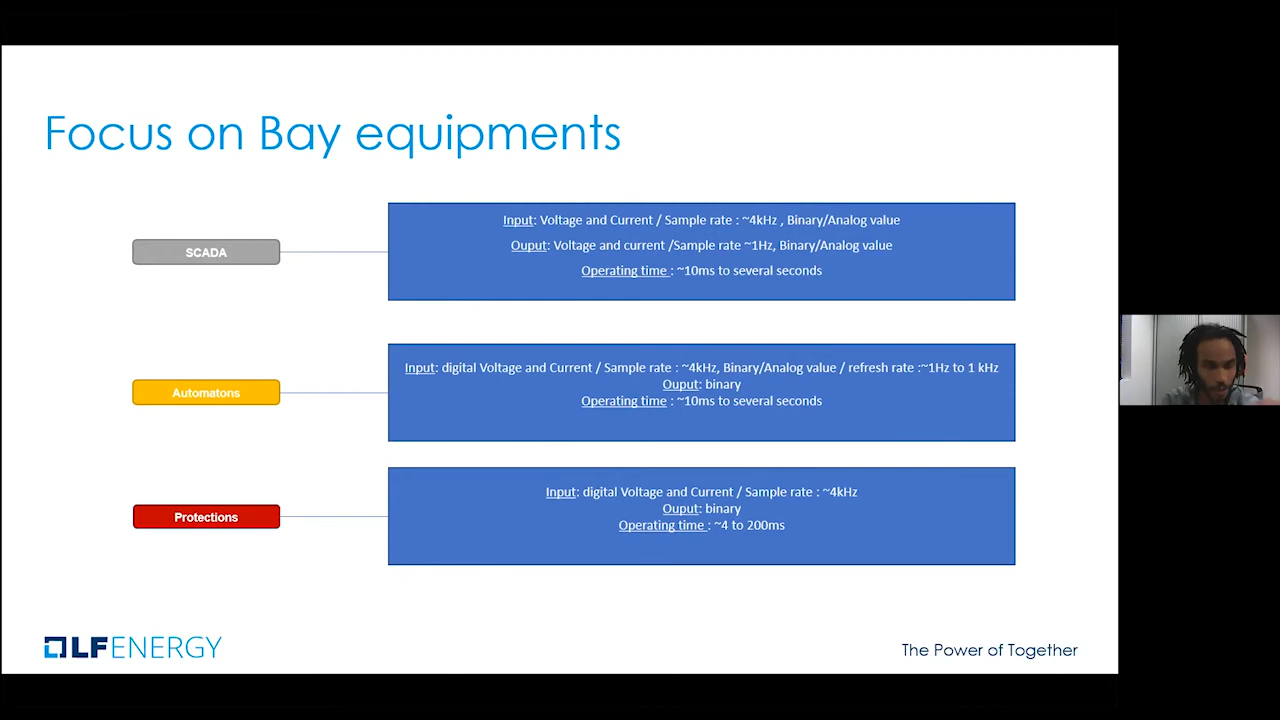 Focus on Bay equipments
SCADA
Input: Voltage and Current / Sample rate : ~4kHz , Binary/Analog value
Ouput: Voltage and current /Sample rate ~1Hz, Binary/Analog value
Operating time : ~10ms to several seconds
Automatons
Input: digital Voltage and Current / Sample rate : ~4kHz, Binary/Analog value / refresh rate :~1Hz to 1 kHz
Ouput: binary
Operating time : ~10ms to several seconds
Protections
Input: digital Voltage and Current / Sample rate : ~4kHz
Ouput: binary
Operating time : ~4 to 200ms
LFENERGY
The Power of Together